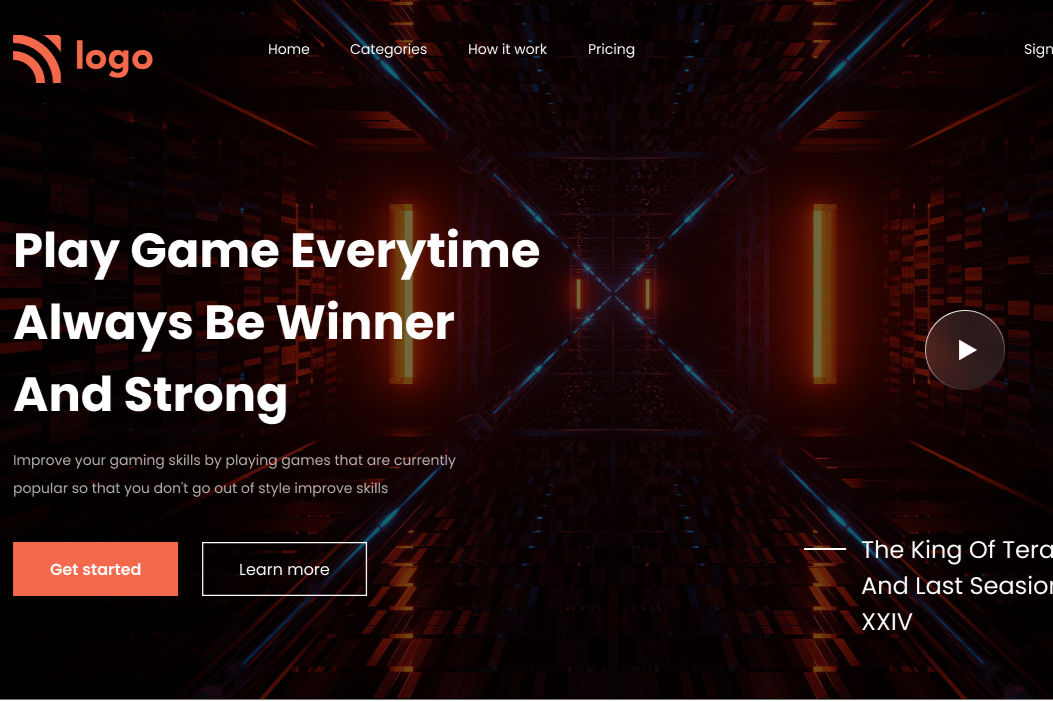 logo
Home Categories How it work Pricing Sign
Play Game Everytime
Always Be Winner
And Strong
Improve your gaming skills by playing games that are currently
popular so that you don't go out of style improve skills
Get started Learn more
The King Of Tera
And Last Seasion
XXIV